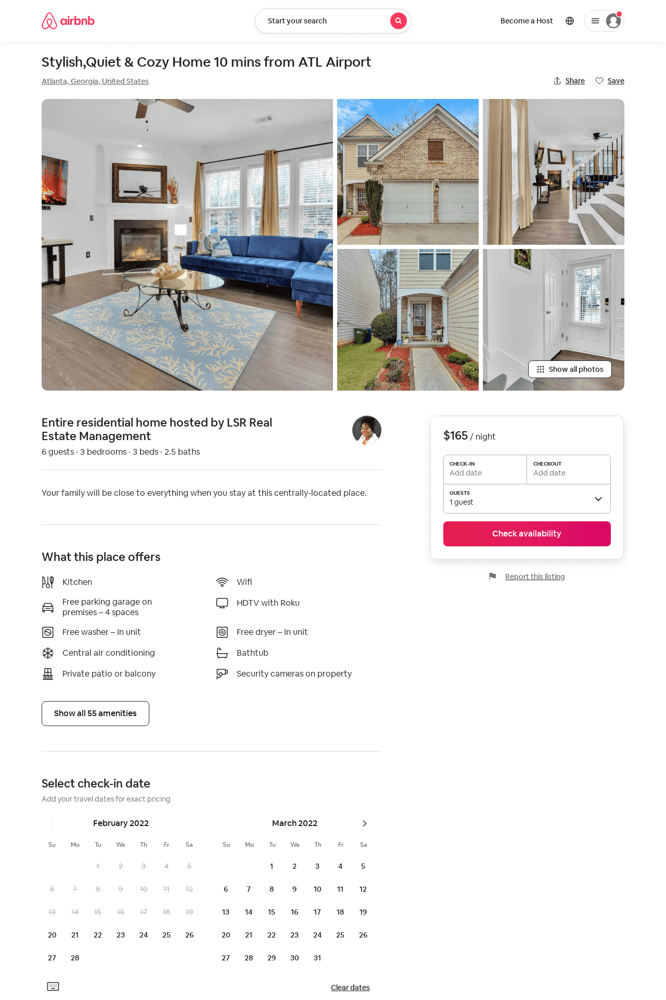 airbnb
Start your search
Become a Host
Stylish,Quiet & Cozy Home 10 mins from ATL Airport
Atlanta, Georgia, United States
Share
Save
Show all photos
Entire residential home hosted by LSR Real
Estate Management
6 guests · 3 bedrooms · 3 beds · 2.5 baths
$165 / night
CHECK-IN
Add date
CHECKOUT
Add date
GUESTS
1 guest
Check availability
Report this listing
Your family will be close to everything when you stay at this centrally-located place.
What this place offers
Kitchen
Wifi
Free parking garage on
premises – 4 spaces
HDTV with Roku
Free washer – In unit
Free dryer – In unit
Central air conditioning
Bathtub
Private patio or balcony
Security cameras on property
Show all 55 amenities
Select check-in date
Add your travel dates for exact pricing
February 2022
Su Mo Tu We Th Fr Sa
1 2 3 4 5
6 7 8 9 10 11 12
13 14 15 16 17 18 19
20 21 22 23 24 25 26
27 28
March 2022
Su Mo Tu We Th Fr Sa
1 2 3 4 5
6 7 8 9 10 11 12
13 14 15 16 17 18 19
20 21 22 23 24 25 26
27 28 29 30 31
Clear dates